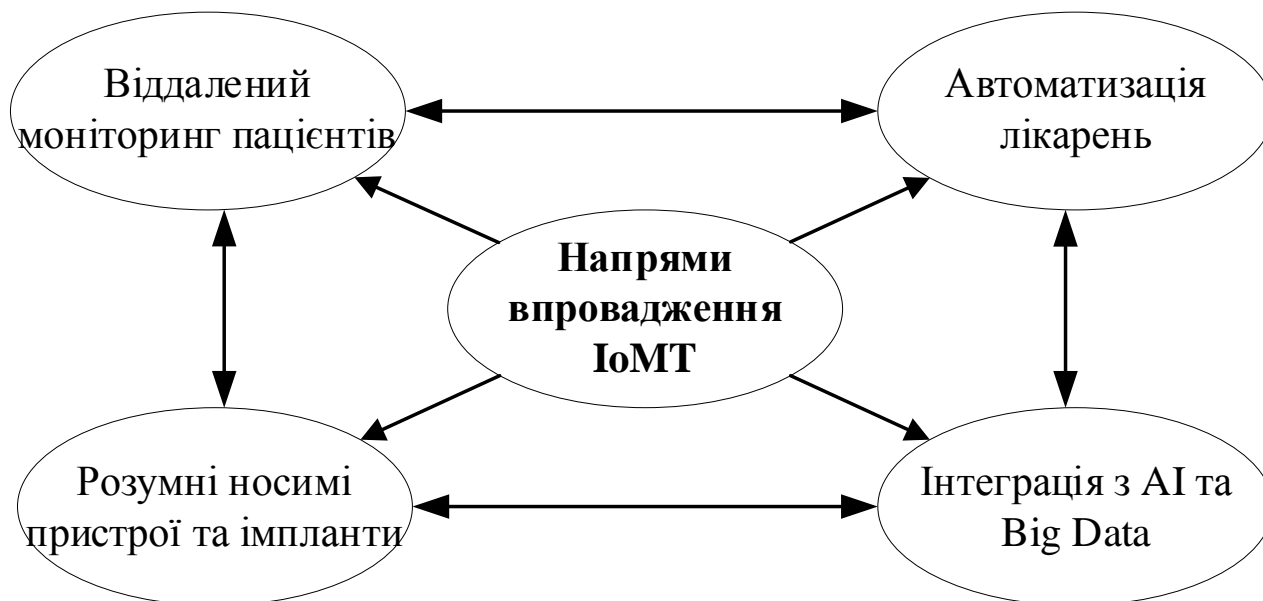 Віддалений
моніторинг пацієнтів
Автоматизація
лікарень
Напрями
впровадження
IoMT
Розумні носимі
пристрої та імпланти
Інтеграція з AI та
Big Data